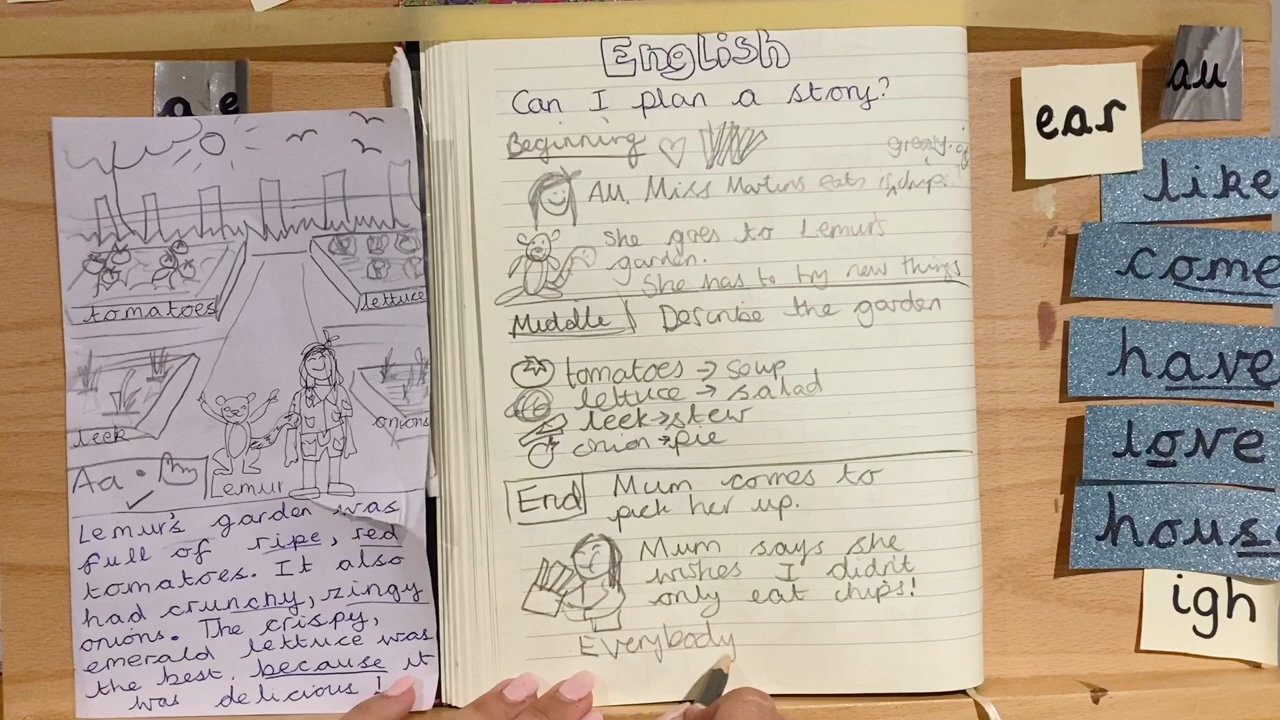 a e
tomatoes
lettuce
leek
onions
Aa
Lemur
Lemur's garden was
full of ripe, red
tomatoes. It also
had crunchy, zingy
onions. The crispy,
emerald lettuce was
the best, because it
was delicious!
English
Can I plan a story?
Beginning
greasy
All Miss Martins eats is chips.
She goes to Lemur's
garden.
She has to try new things
Middle Describe the garden
tomatoes → soup
lettuce → salad
leek → stew
onion → pie
End Mum comes to
pick her up.
Mum says she
wishes I didn't
only eat chips!
Everybody
ear
au
like
come
have
love
house
igh